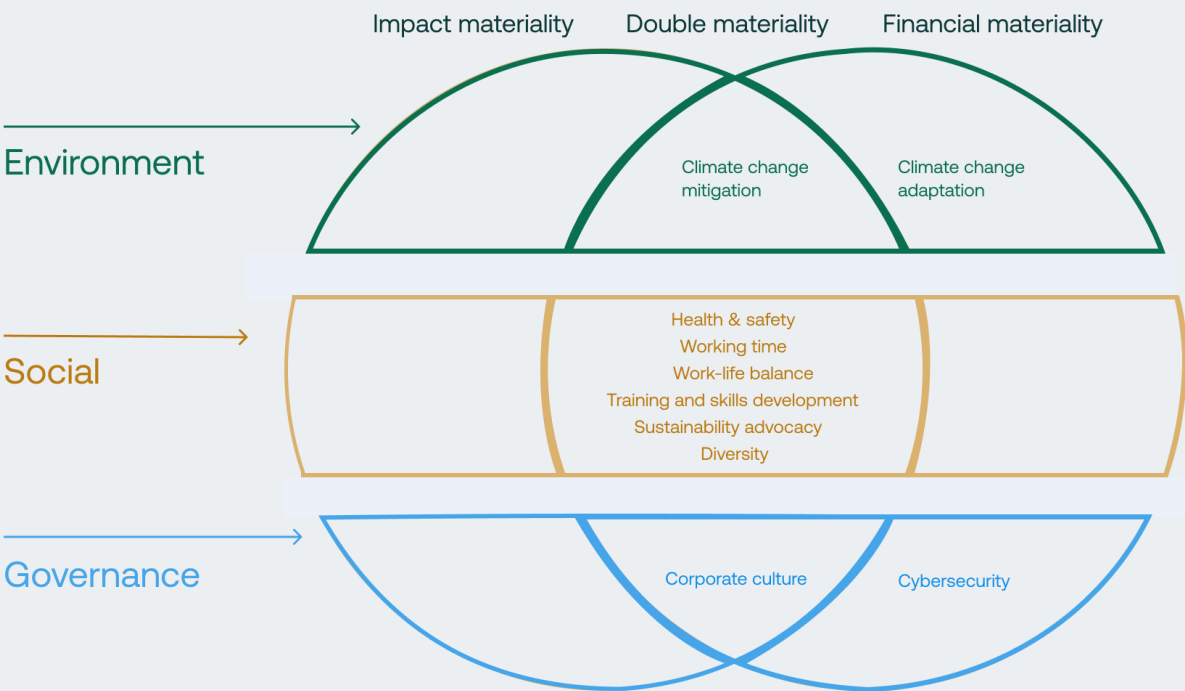 Impact materiality
Double materiality
Financial materiality
Environment
Climate change
mitigation
Climate change
adaptation
Social
Health & safety
Working time
Work-life balance
Training and skills development
Sustainability advocacy
Diversity
Governance
Corporate culture
Cybersecurity